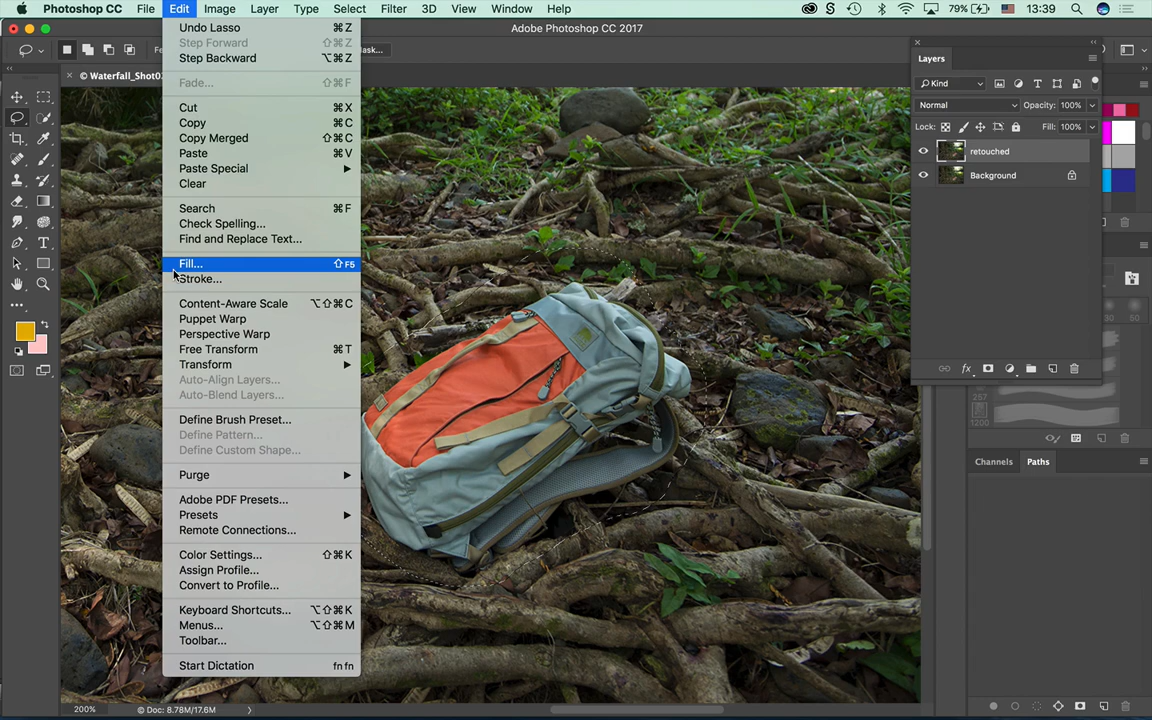 Photoshop CC File Edit Image Layer Type Select Filter 3D View Window Help 79% 13:39
Adobe Photoshop CC 2017
© Waterfall_Shot0
Undo Lasso ⌘Z
Step Forward ⇧⌘Z
Step Backward ⌥⌘Z
Fade... ⇧⌘F
Cut ⌘X
Copy ⌘C
Copy Merged ⇧⌘C
Paste ⌘V
Paste Special
Clear
Search ⌘F
Check Spelling...
Find and Replace Text...
Fill... ⇧F5
Stroke...
Content-Aware Scale ⌥⇧⌘C
Puppet Warp
Perspective Warp
Free Transform ⌘T
Transform
Auto-Align Layers...
Auto-Blend Layers...
Define Brush Preset...
Define Pattern...
Define Custom Shape...
Purge
Adobe PDF Presets...
Presets
Remote Connections...
Color Settings... ⇧⌘K
Assign Profile...
Convert to Profile...
Keyboard Shortcuts... ⌥⇧⌘K
Menus... ⌥⇧⌘M
Toolbar...
Start Dictation fn fn
Layers
Kind
Normal Opacity: 100%
Lock: Fill: 100%
retouched
Background
30 50
257
1200
Channels Paths
200% Doc: 8.78M/17.6M